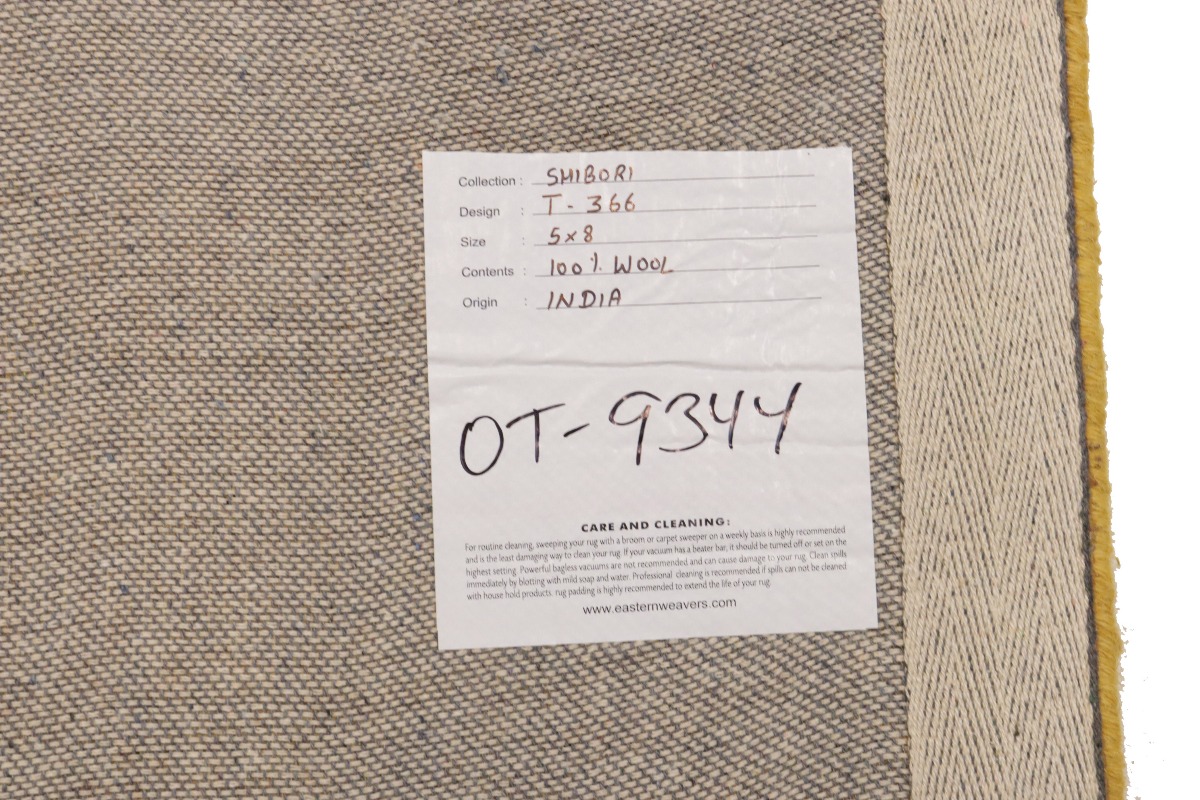 Collection : SHIBORI
Design : T - 366
Size : 5x8
Contents : 100% WOOL
Origin : INDIA
OT-9344
CARE AND CLEANING:
For routine cleaning, sweeping your rug with a broom or carpet sweeper on a weekly basis is highly recommended
and is the least damaging way to clean your rug. If your vacuum has a beater bar, it should be turned off or set on the
highest setting. Powerful bagless vacuums are not recommended and can cause damage to your rug. Clean spills
immediately by blotting with mild soap and water. Professional cleaning is recommended if spills can not be cleaned
with house hold products. rug padding is highly recommended to extend the life of your rug.
www.easternweavers.com